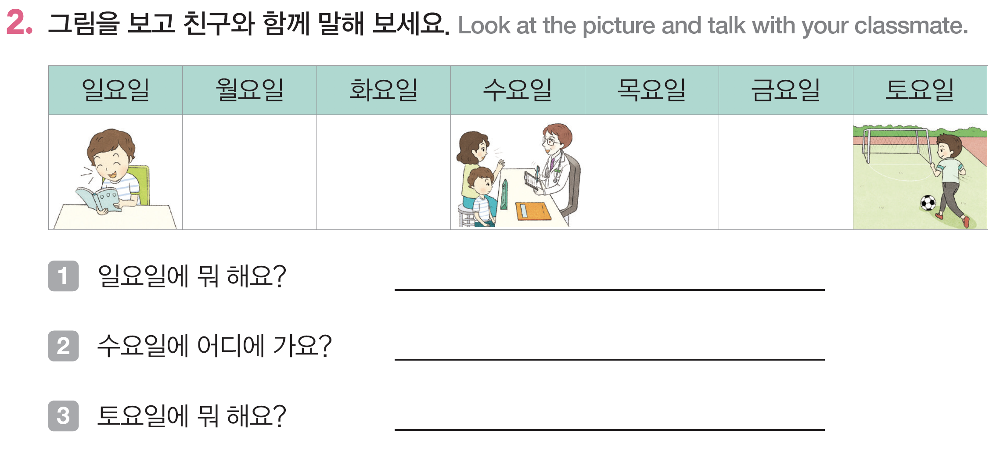 2. 그림을 보고 친구와 함께 말해 보세요. Look at the picture and talk with your classmate.
일요일 월요일 화요일 수요일 목요일 금요일 토요일
1 일요일에 뭐 해요?
2 수요일에 어디에 가요?
3 토요일에 뭐 해요?